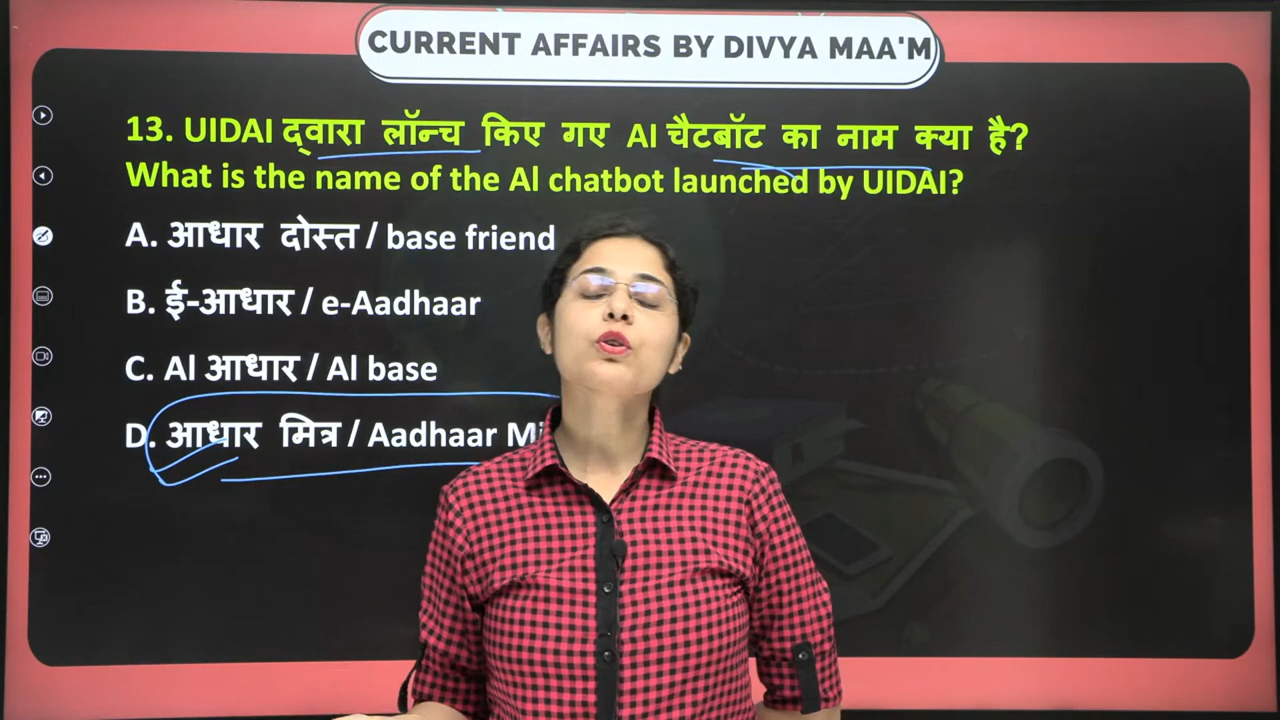 CURRENT AFFAIRS BY DIVYA MAA'M
13. UIDAI द्वारा लॉन्च किए गए AI चैटबॉट का नाम क्या है?
What is the name of the AI chatbot launched by UIDAI?
A. आधार दोस्त / base friend
B. ई-आधार / e-Aadhaar
C. AI आधार / AI base
D. आधार मित्र / Aadhaar